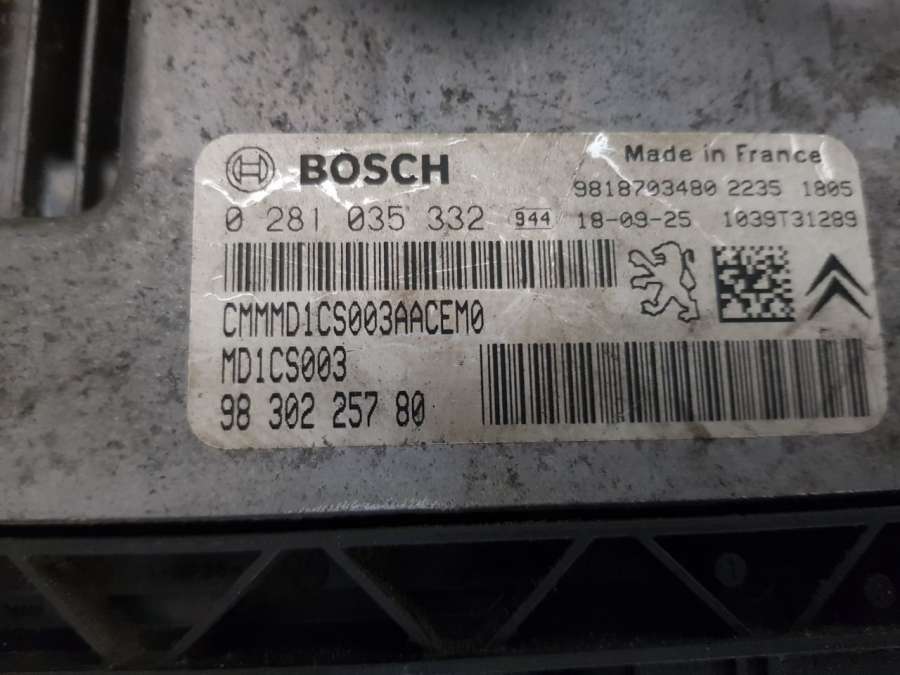 BOSCH
Made in France
9818703480 2235 1805
0 281 035 332 944 18-09-25 1039T31289
CMMMD1CS003AACEM0
MD1CS003
98 302 257 80